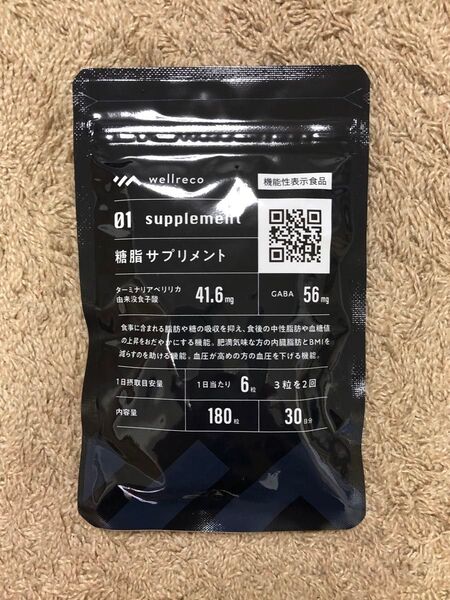 wellreco
機能性表示食品
01 supplement
糖脂サプリメント
ターミナリアベリリカ
由来没食子酸
41.6mg
GABA 56mg
食事に含まれる脂肪や糖の吸収を抑え、食後の中性脂肪や血糖値
の上昇をおだやかにする機能。肥満気味な方の内臓脂肪とBMIを
減らすのを助ける機能。血圧が高めの方の血圧を下げる機能。
1日摂取目安量 1日当たり 6粒 3粒を2回
内容量 180粒 30日分